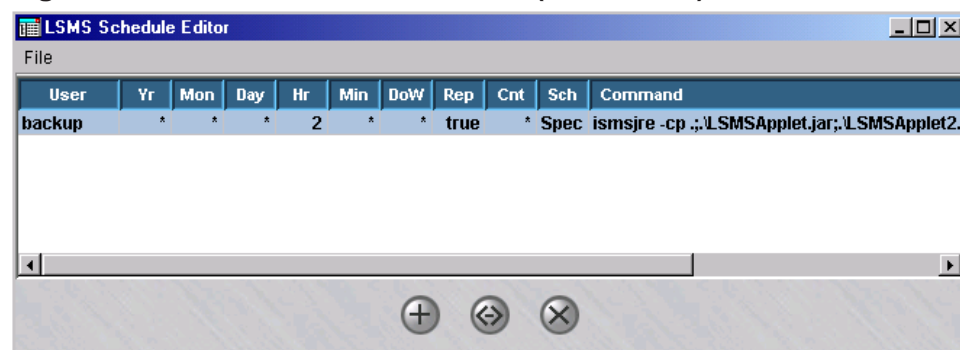 LSMS Schedule Editor
File
User Yr Mon Day Hr Min DoW Rep Cnt Sch Command
backup * * * 2 * * true * Spec ismsjre -cp .;.\LSMSApplet.jar;.\LSMSApplet2.